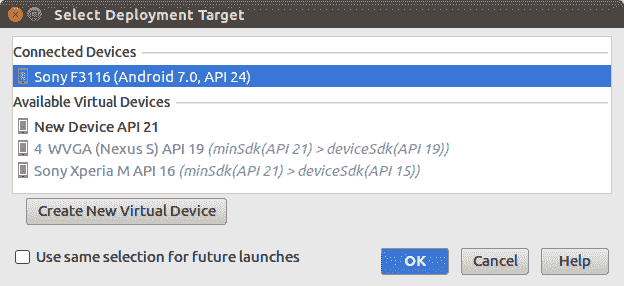 Select Deployment Target
Connected Devices
Sony F3116 (Android 7.0, API 24)
Available Virtual Devices
New Device API 21
4 WVGA (Nexus S) API 19 (minSdk(API 21) > deviceSdk(API 19))
Sony Xperia M API 16 (minSdk(API 21) > deviceSdk(API 15))
Create New Virtual Device
Use same selection for future launches
OK Cancel Help